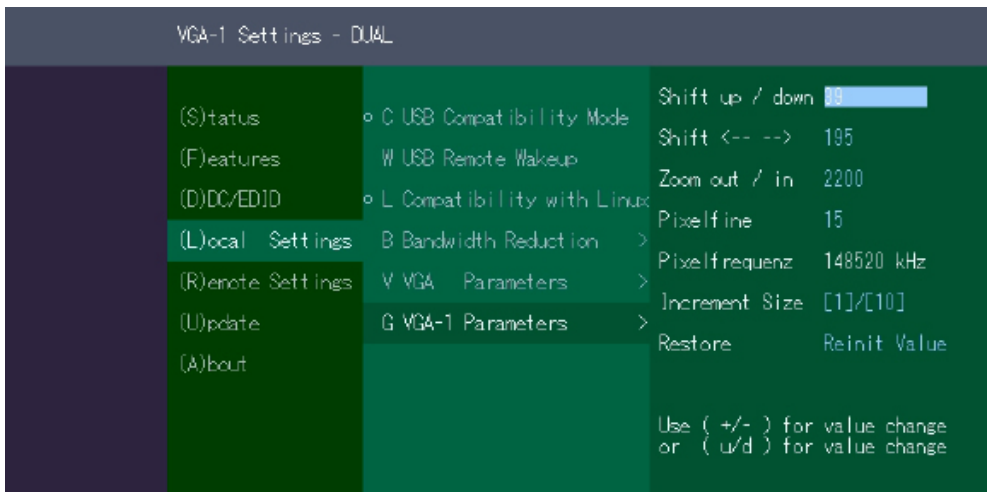 VGA-1 Settings - DUAL
(S)tatus
(F)eatures
(D)DC/EDID
(L)ocal Settings
(R)emote Settings
(U)pdate
(A)bout
C USB Compatibility Mode
W USB Remote Wakeup
L Compatibility with Linux
B Bandwidth Reduction >
V VGA Parameters >
G VGA-1 Parameters >
Shift up / down 39
Shift <-- --> 195
Zoom out / in 2200
Pixelfine 15
Pixelfrequenz 148520 kHz
Increment Size [1]/[10]
Restore Reinit Value
Use ( +/- ) for value change
or ( u/d ) for value change